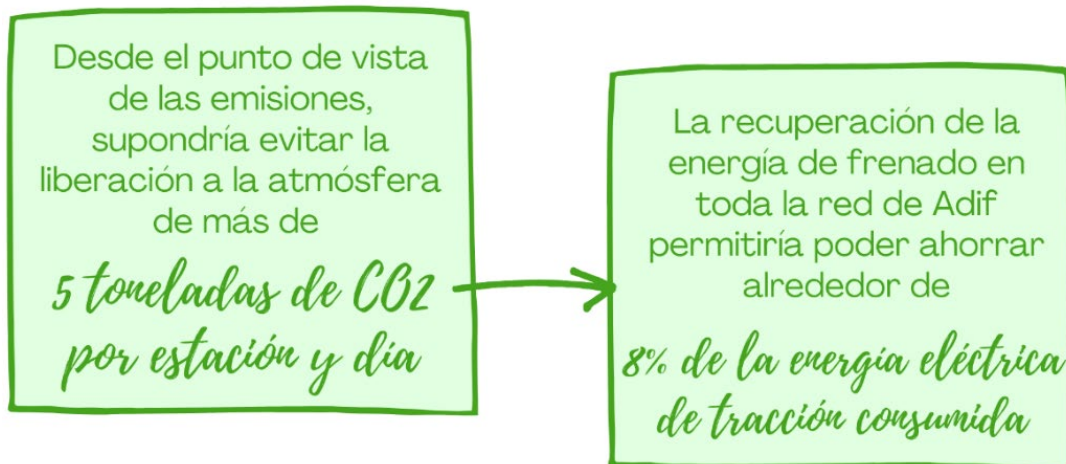 Desde el punto de vista
de las emisiones,
supondría evitar la
liberación a la atmósfera
de más de
5 toneladas de CO2
por estación y día
La recuperación de la
energía de frenado en
toda la red de Adif
permitiría poder ahorrar
alrededor de
8% de la energía eléctrica
de tracción consumida